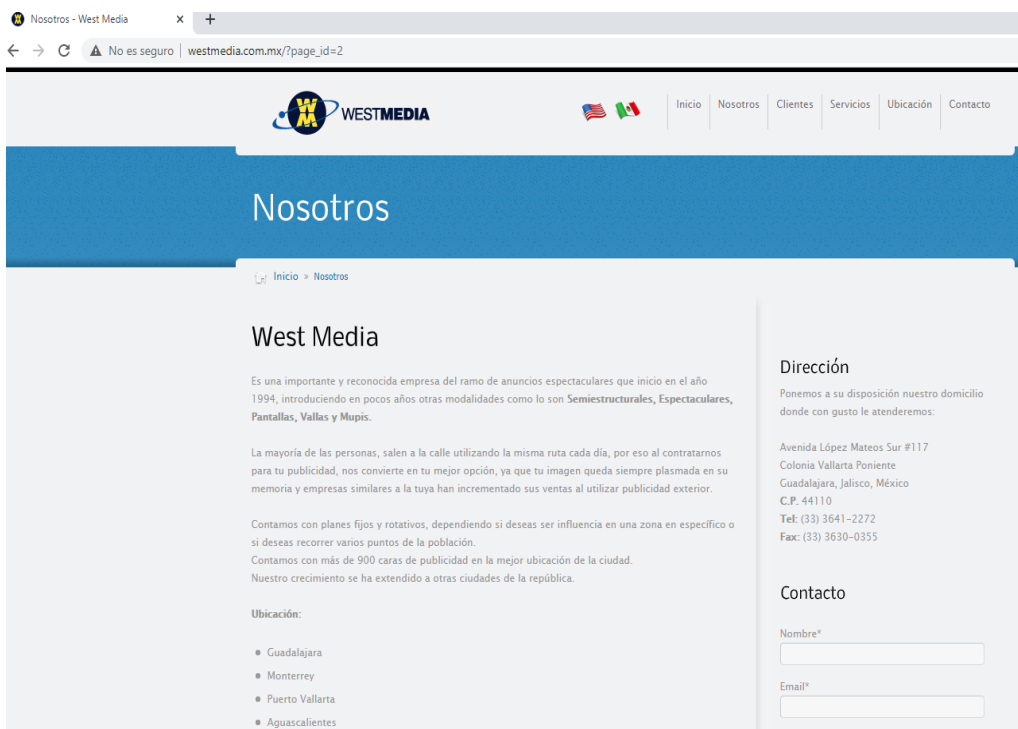 Nosotros - West Media
No es seguro | westmedia.com.mx/?page_id=2
WESTMEDIA
Inicio Nosotros Clientes Servicios Ubicación Contacto
Nosotros
Inicio » Nosotros
West Media
Es una importante y reconocida empresa del ramo de anuncios espectaculares que inicio en el año
1994, introduciendo en pocos años otras modalidades como lo son Semiestructurales, Espectaculares,
Pantallas, Vallas y Mupis.
La mayoría de las personas, salen a la calle utilizando la misma ruta cada día, por eso al contratarnos
para tu publicidad, nos convierte en tu mejor opción, ya que tu imagen queda siempre plasmada en su
memoria y empresas similares a la tuya han incrementado sus ventas al utilizar publicidad exterior.
Contamos con planes fijos y rotativos, dependiendo si deseas ser influencia en una zona en específico o
si deseas recorrer varios puntos de la población.
Contamos con más de 900 caras de publicidad en la mejor ubicación de la ciudad.
Nuestro crecimiento se ha extendido a otras ciudades de la república.
Ubicación:
Guadalajara
Monterrey
Puerto Vallarta
Aguascalientes
Dirección
Ponemos a su disposición nuestro domicilio
donde con gusto le atenderemos:
Avenida López Mateos Sur #117
Colonia Vallarta Poniente
Guadalajara, Jalisco, México
C.P. 44110
Tel: (33) 3641-2272
Fax: (33) 3630-0355
Contacto
Nombre*
Email*